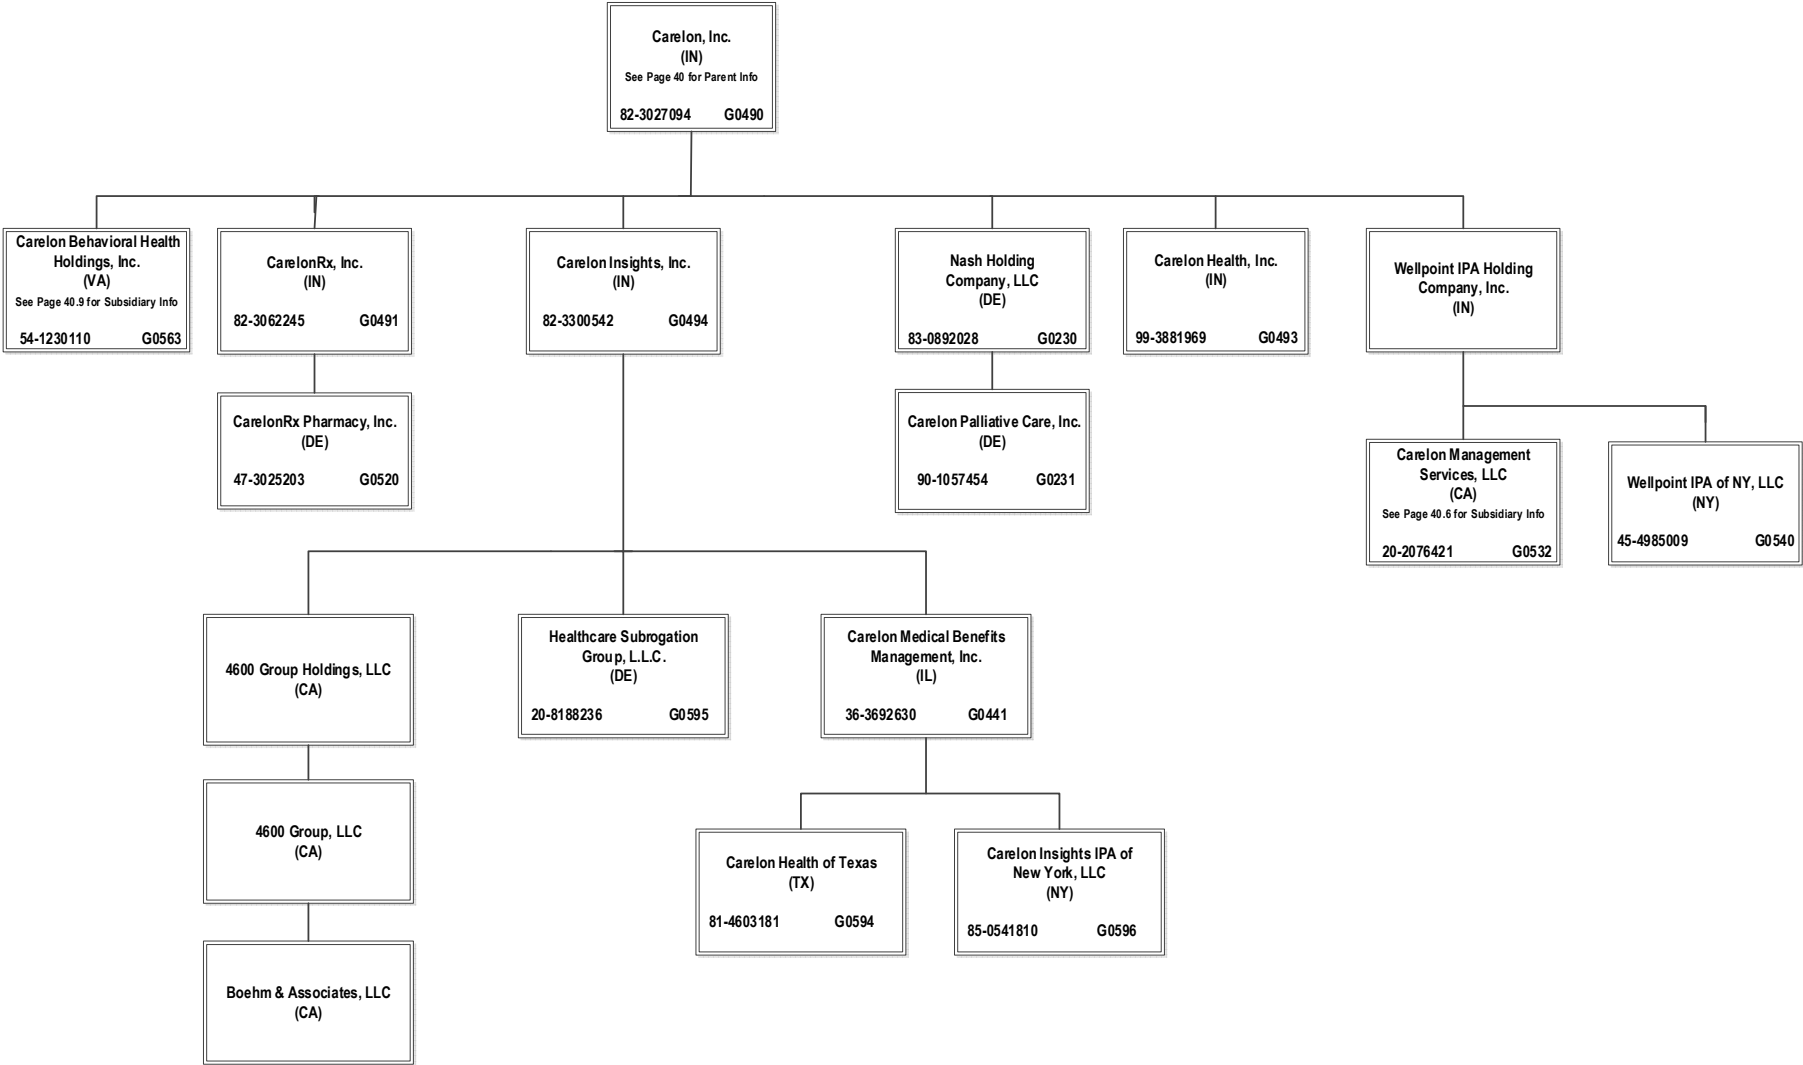 Carelon, Inc.
(IN)
See Page 40 for Parent Info
82-3027094 G0490
Carelon Behavioral Health
Holdings, Inc.
(VA)
See Page 40.9 for Subsidiary Info
54-1230110 G0563
CarelonRx, Inc.
(IN)
82-3062245 G0491
Carelon Insights, Inc.
(IN)
82-3300542 G0494
Nash Holding
Company, LLC
(DE)
83-0892028 G0230
Carelon Health, Inc.
(IN)
99-3881969 G0493
Wellpoint IPA Holding
Company, Inc.
(IN)
CarelonRx Pharmacy, Inc.
(DE)
47-3025203 G0520
Carelon Palliative Care, Inc.
(DE)
90-1057454 G0231
Carelon Management
Services, LLC
(CA)
See Page 40.6 for Subsidiary Info
20-2076421 G0532
Wellpoint IPA of NY, LLC
(NY)
45-4985009 G0540
4600 Group Holdings, LLC
(CA)
Healthcare Subrogation
Group, L.L.C.
(DE)
20-8188236 G0595
Carelon Medical Benefits
Management, Inc.
(IL)
36-3692630 G0441
4600 Group, LLC
(CA)
Carelon Health of Texas
(TX)
81-4603181 G0594
Carelon Insights IPA of
New York, LLC
(NY)
85-0541810 G0596
Boehm & Associates, LLC
(CA)